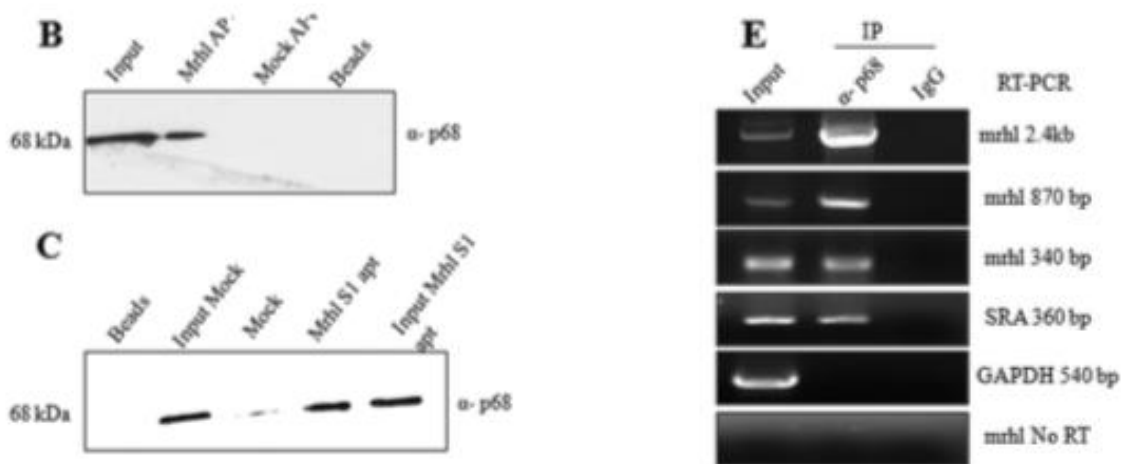 B
Input
Mrhl AP
Beads
68 kDa
α- p68
C
Beads
Input Mock
Mock
Mrhl S1 apt
Input Mrhl S1
apt
68 kDa
α- p68
E
IP
Input
α- p68
IgG
RT-PCR
mrhl 2.4kb
mrhl 870 bp
mrhl 340 bp
SRA 360 bp
GAPDH 540 bp
mrhl No RT